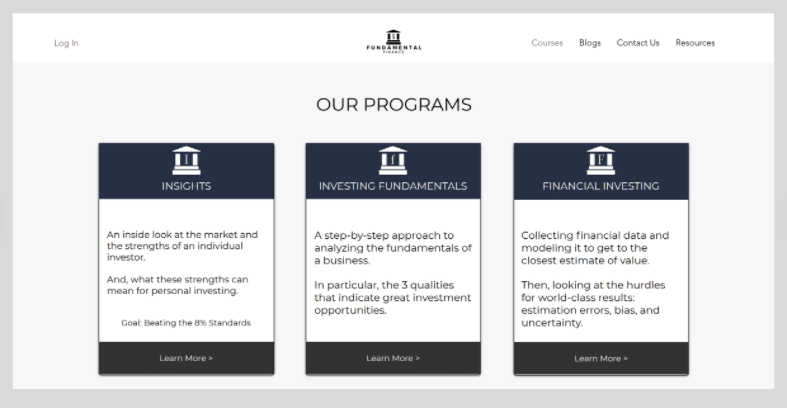 Log In
FUNDAMENTAL
FINANCE
Courses Blogs Contact Us Resources
OUR PROGRAMS
I
INSIGHTS
An inside look at the market and
the strengths of an individual
investor.
And, what these strengths can
mean for personal investing.
Goal: Beating the 8% Standards
Learn More >
f
INVESTING FUNDAMENTALS
A step-by-step approach to
analyzing the fundamentals of
a business.
In particular, the 3 qualities
that indicate great investment
opportunities.
Learn More >
F
FINANCIAL INVESTING
Collecting financial data and
modeling it to get to the
closest estimate of value.
Then, looking at the hurdles
for world-class results:
estimation errors, bias, and
uncertainty.
Learn More >